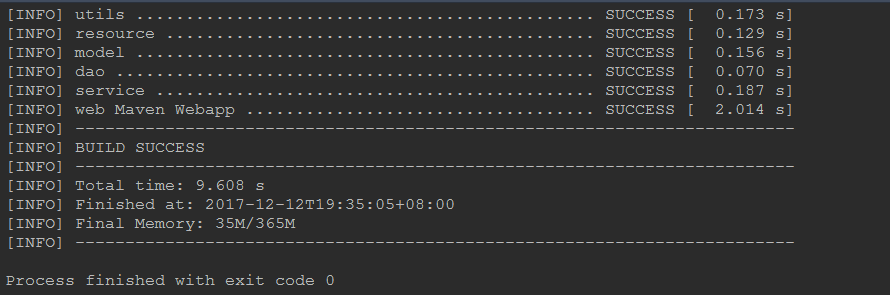 [INFO] utils .............................................. SUCCESS [  0.173 s]
[INFO] resource ........................................... SUCCESS [  0.129 s]
[INFO] model .............................................. SUCCESS [  0.156 s]
[INFO] dao ................................................ SUCCESS [  0.070 s]
[INFO] service ............................................ SUCCESS [  0.187 s]
[INFO] web Maven Webapp ................................... SUCCESS [  2.014 s]
[INFO] ------------------------------------------------------------------------
[INFO] BUILD SUCCESS
[INFO] ------------------------------------------------------------------------
[INFO] Total time: 9.608 s
[INFO] Finished at: 2017-12-12T19:35:05+08:00
[INFO] Final Memory: 35M/365M
[INFO] ------------------------------------------------------------------------
Process finished with exit code 0